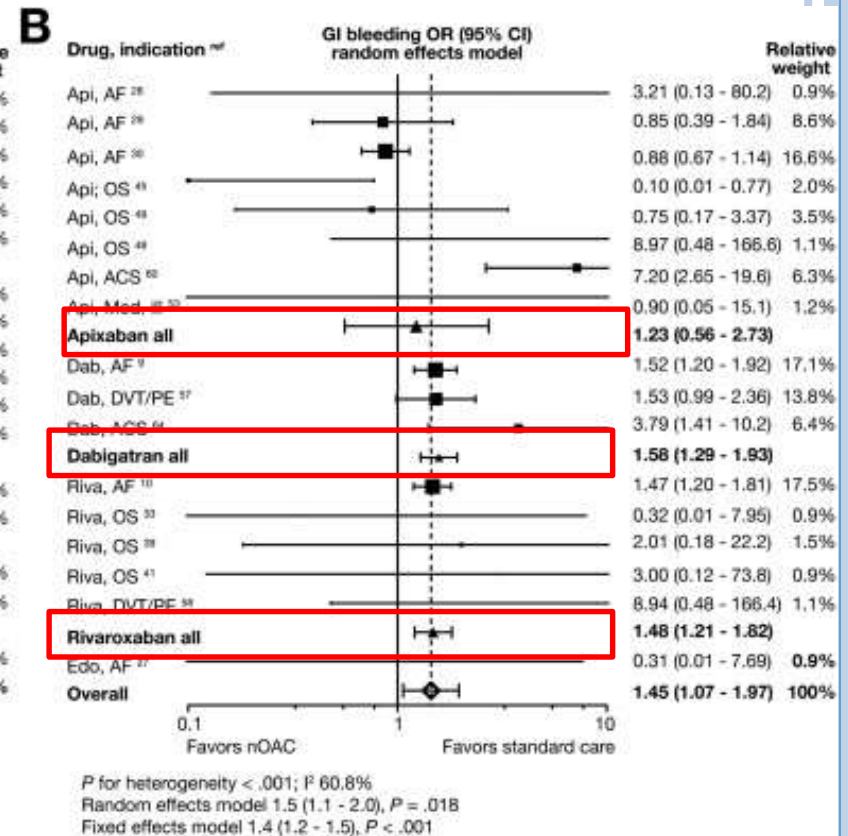 B
Drug, indication ref
GI bleeding OR (95% CI)
random effects model
Relative
weight
Api, AF 3.21 (0.13 - 80.2) 0.9%
Api, AF 0.85 (0.39 - 1.84) 8.6%
Api, AF 0.88 (0.67 - 1.14) 16.6%
Api; OS 0.10 (0.01 - 0.77) 2.0%
Api, OS 0.75 (0.17 - 3.37) 3.5%
Api, OS 8.97 (0.48 - 166.6) 1.1%
Api, ACS 7.20 (2.65 - 19.6) 6.3%
Api, Med, 0.90 (0.05 - 15.1) 1.2%
Apixaban all 1.23 (0.56 - 2.73)
Dab, AF 9 1.52 (1.20 - 1.92) 17.1%
Dab, DVT/PE 57 1.53 (0.99 - 2.36) 13.8%
Dab, ACS 3.79 (1.41 - 10.2) 6.4%
Dabigatran all 1.58 (1.29 - 1.93)
Riva, AF 10 1.47 (1.20 - 1.81) 17.5%
Riva, OS 0.32 (0.01 - 7.95) 0.9%
Riva, OS 2.01 (0.18 - 22.2) 1.5%
Riva, OS 41 3.00 (0.12 - 73.8) 0.9%
Riva, DVT/PE 8.94 (0.48 - 166.4) 1.1%
Rivaroxaban all 1.48 (1.21 - 1.82)
Edo, AF 0.31 (0.01 - 7.69) 0.9%
Overall 1.45 (1.07 - 1.97) 100%
0.1 1 10
Favors nOAC Favors standard care
P for heterogeneity < .001; I² 60.8%
Random effects model 1.5 (1.1 - 2.0), P = .018
Fixed effects model 1.4 (1.2 - 1.5), P < .001